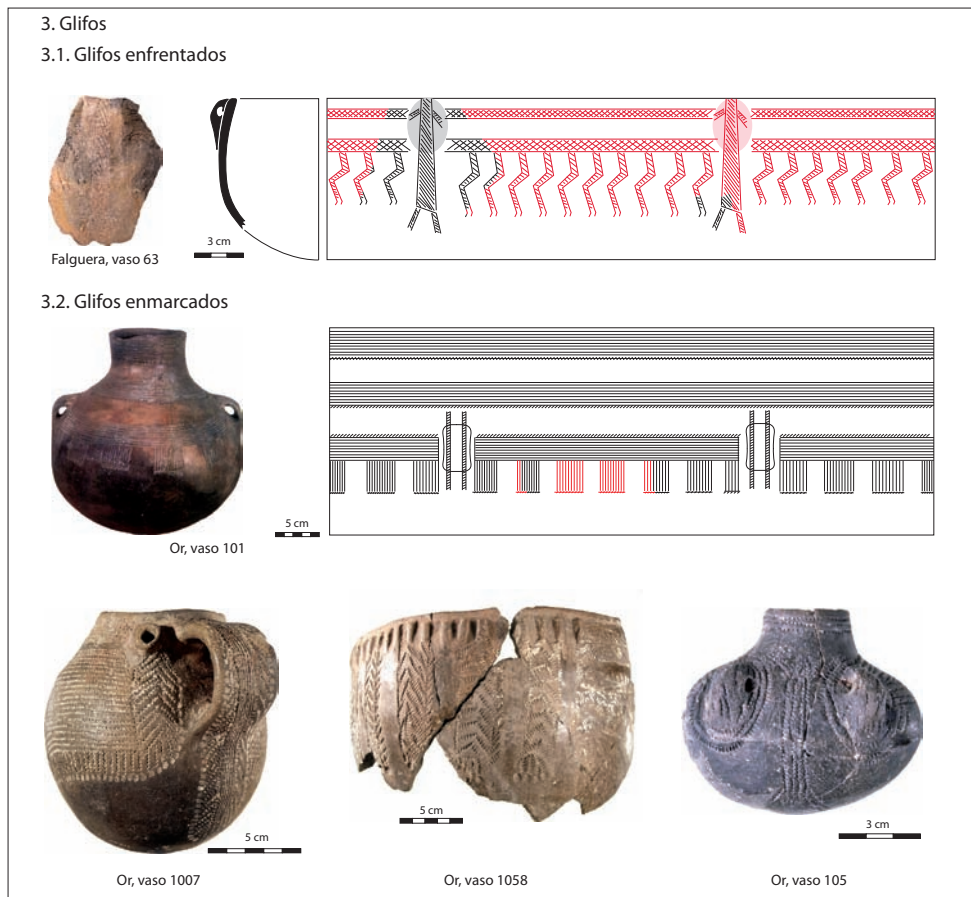 3. Glifos
3.1. Glifos enfrentados
3 cm
Falguera, vaso 63
3.2. Glifos enmarcados
5 cm
Or, vaso 101
5 cm
5 cm
3 cm
Or, vaso 1007
Or, vaso 1058
Or, vaso 105